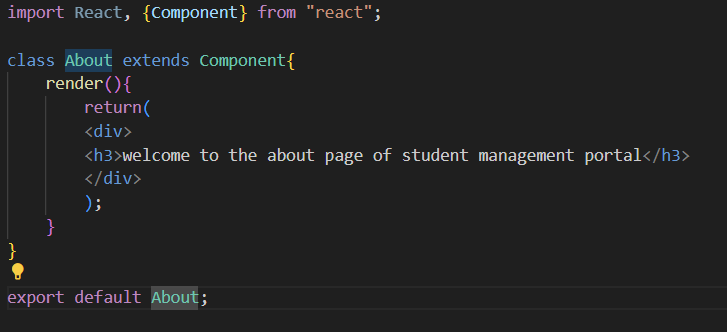 import React, {Component} from "react";
class About extends Component{
render(){
return(
<div>
<h3>welcome to the about page of student management portal</h3>
</div>
);
}
}
export default About;